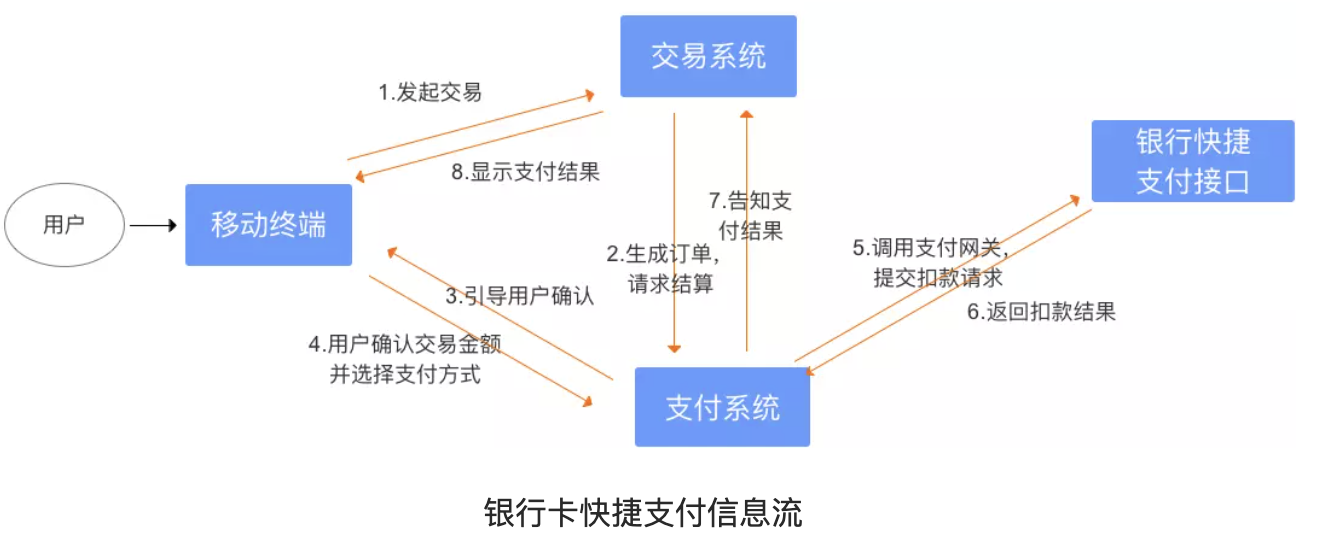 交易系统
1.发起交易
银行快捷
支付接口
8.显示支付结果
用户
移动终端
7.告知支
付结果
2.生成订单，
请求结算
5.调用支付网关，
提交扣款请求
3.引导用户确认
6.返回扣款结果
4.用户确认交易金额
并选择支付方式
支付系统
银行卡快捷支付信息流